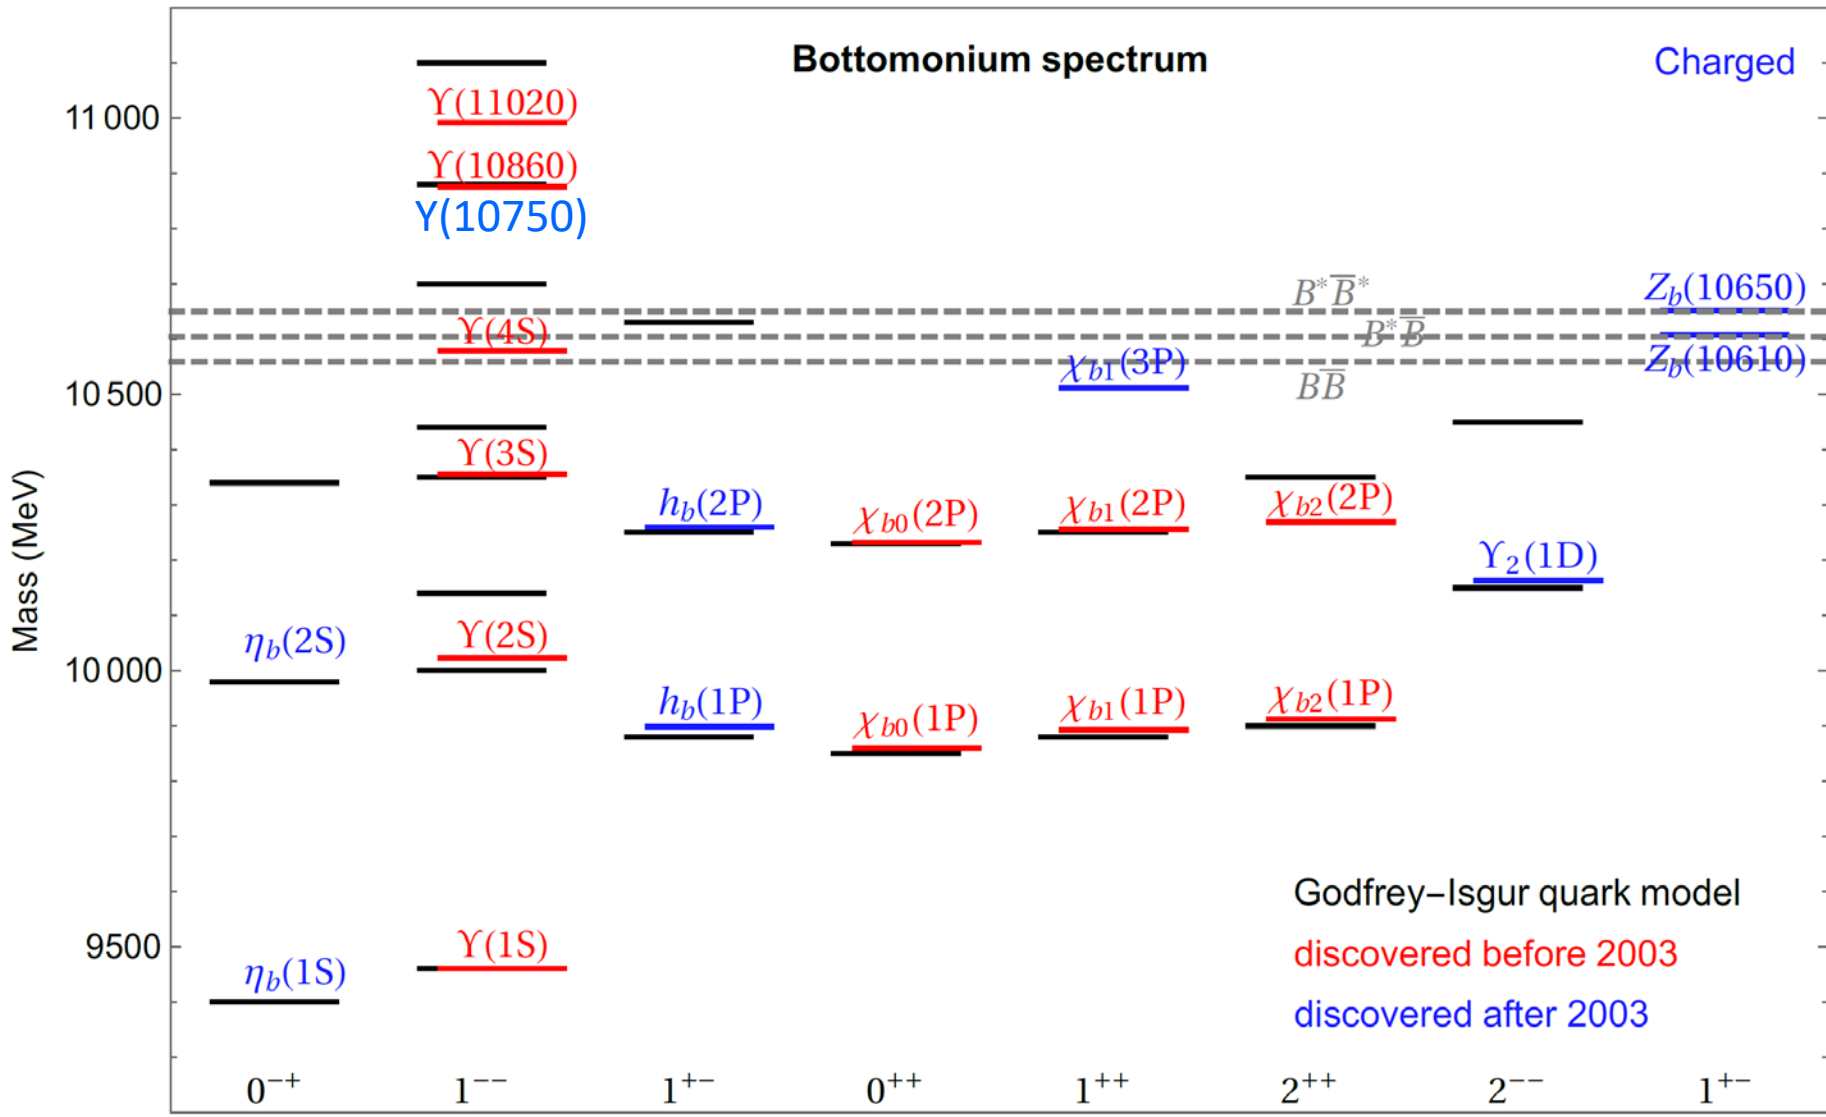 Bottomonium spectrum
Charged
ϒ(11020)
11 000
ϒ(10860)
Y(10750)
B*B̅*
Z_b(10650)
ϒ(4S)
B*B̅
χ_b1(3P)
Z_b(10610)
BB̅
10 500
ϒ(3S)
h_b(2P)
χ_b0(2P)
χ_b1(2P)
χ_b2(2P)
ϒ₂(1D)
Mass (MeV)
η_b(2S)
ϒ(2S)
10 000
h_b(1P)
χ_b0(1P)
χ_b1(1P)
χ_b2(1P)
Godfrey–Isgur quark model
9500
ϒ(1S)
discovered before 2003
η_b(1S)
discovered after 2003
0⁻⁺ 1⁻⁻ 1⁺⁻ 0⁺⁺ 1⁺⁺ 2⁺⁺ 2⁻⁻ 1⁺⁻